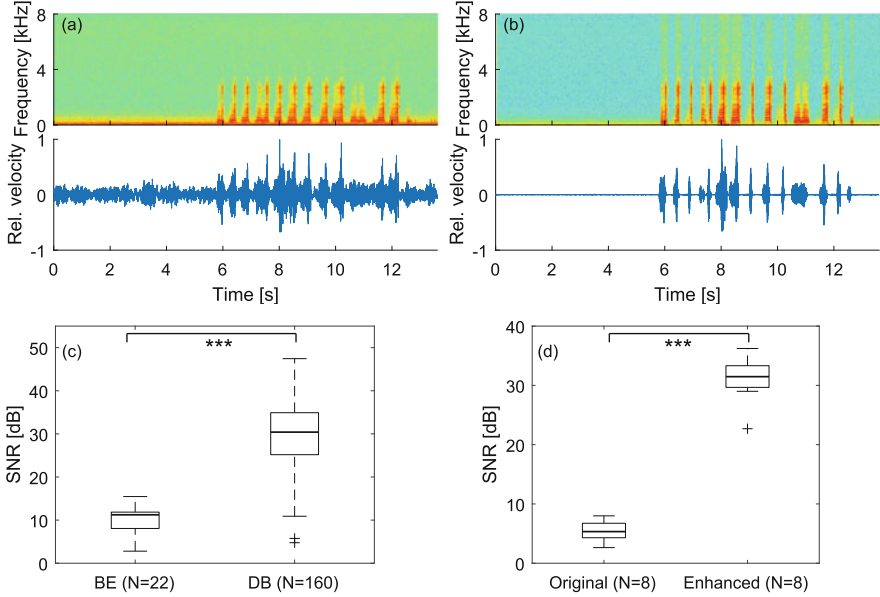 (a)
Frequency [kHz]
8
4
0
Rel. velocity
1
0
-1
0 2 4 6 8 10 12
Time [s]
(b)
Frequency [kHz]
8
4
0
Rel. velocity
1
0
-1
0 2 4 6 8 10 12
Time [s]
(c)
***
SNR [dB]
50
40
30
20
10
0
BE (N=22) DB (N=160)
(d)
***
SNR [dB]
40
30
20
10
0
Original (N=8) Enhanced (N=8)